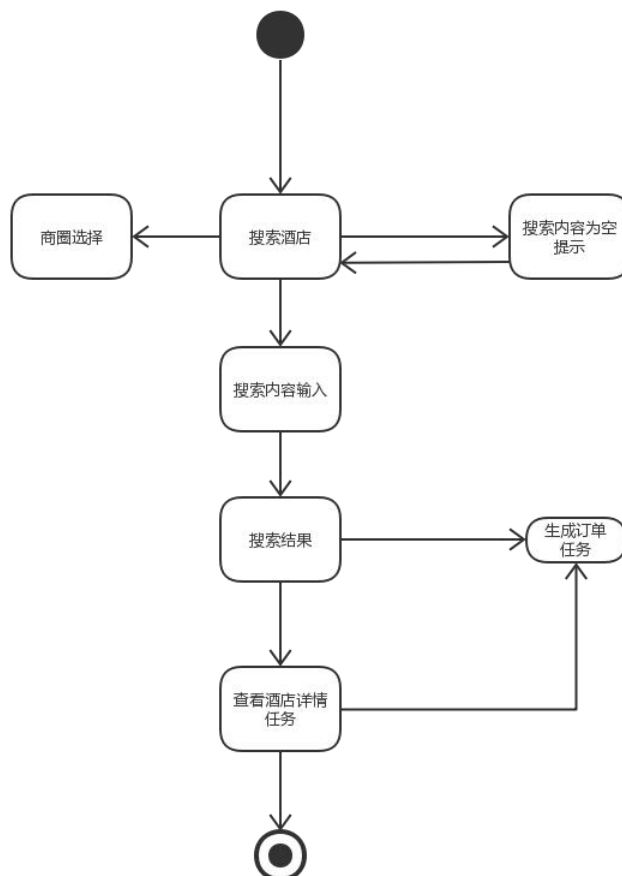 商圈选择
搜索酒店
搜索内容为空
提示
搜索内容输入
搜索结果
生成订单
任务
查看酒店详情
任务